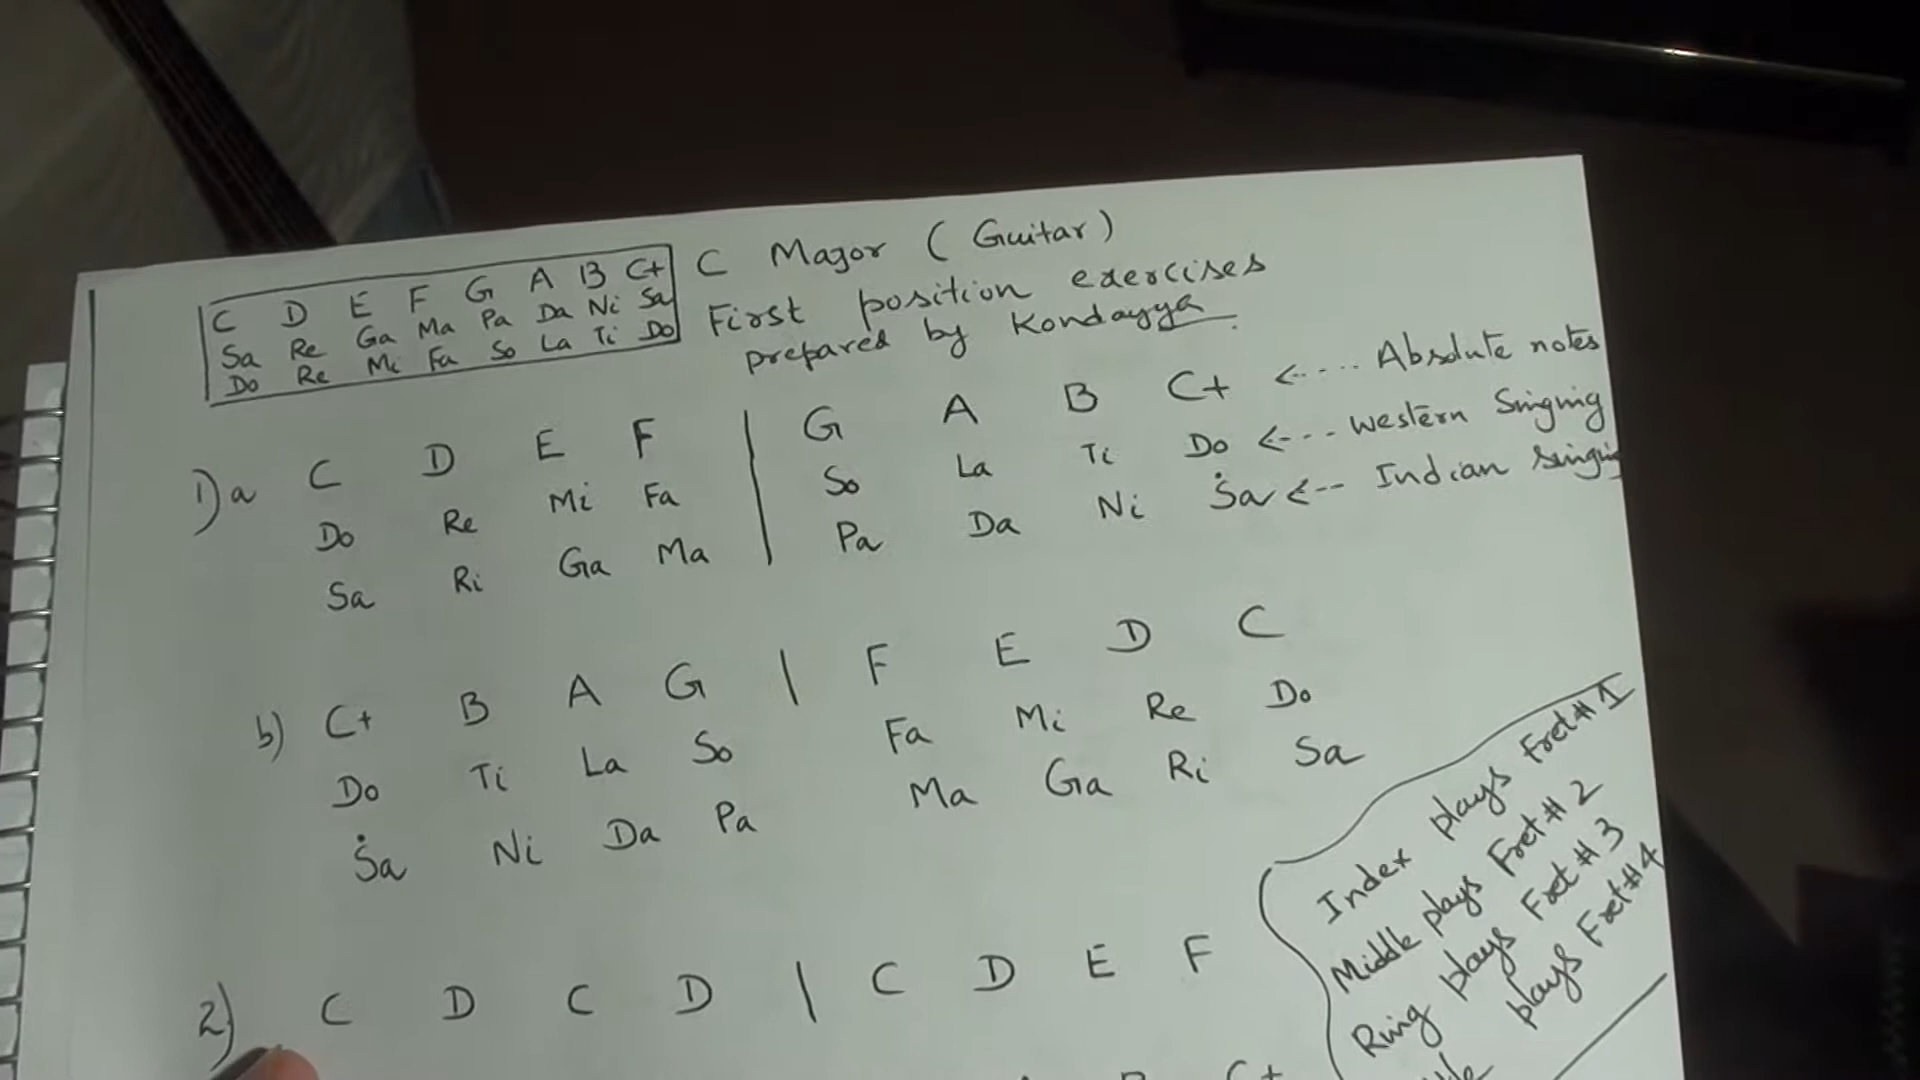 C D E F G A B C+
Sa Re Ga Ma Pa Da Ni Sa
Do Re Mi Fa So La Ti Do
C Major (Guitar)
First position exercises
prepared by Kondayya
1) a C D E F | G A B C+ <---- Absolute notes
Do Re Mi Fa So La Ti Do <--- Western Singing
Sa Ri Ga Ma Pa Da Ni Ṡa <-- Indian singing
b) C+ B A G | F E D C
Do Ti La So Fa Mi Re Do
Ṡa Ni Da Pa Ma Ga Ri Sa
2) C D C D | C D E F
C+
Index plays Fret# 1
Middle plays Fret# 2
Ring plays Fret# 3
plays Fret#4